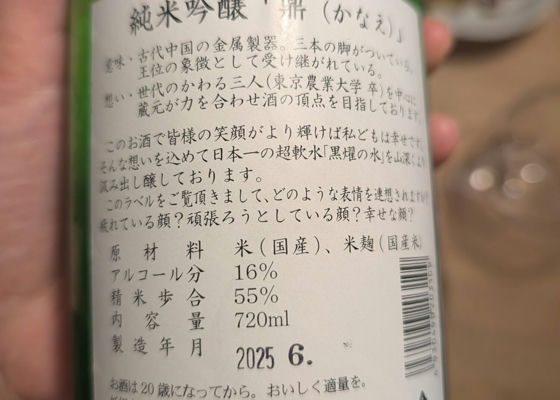 純米吟醸「鼎（かなえ）」
意味・古代中国の金属製器。三本の脚がついている。
王位の象徴として受け継がれている。
想い・世代のかわる三人(東京農業大学 卒)を中心に
蔵元が力を合わせ酒の頂点を目指しております
このお酒で皆様の笑顔がより輝けば私どもは幸せです。
そんな想いを込めて日本一の超軟水「黒耀の水」を山深くより
汲み出し醸しております。
このラベルをご覧頂きまして、どのような表情を連想されますか
疲れている顔？頑張ろうとしている顔？幸せな顔？
原材料 米(国産)、米麹(国産米)
アルコール分 16%
精米歩合 55%
内容量 720ml
製造年月 2025 6.
お酒は20歳になってから。おいしく適量を。